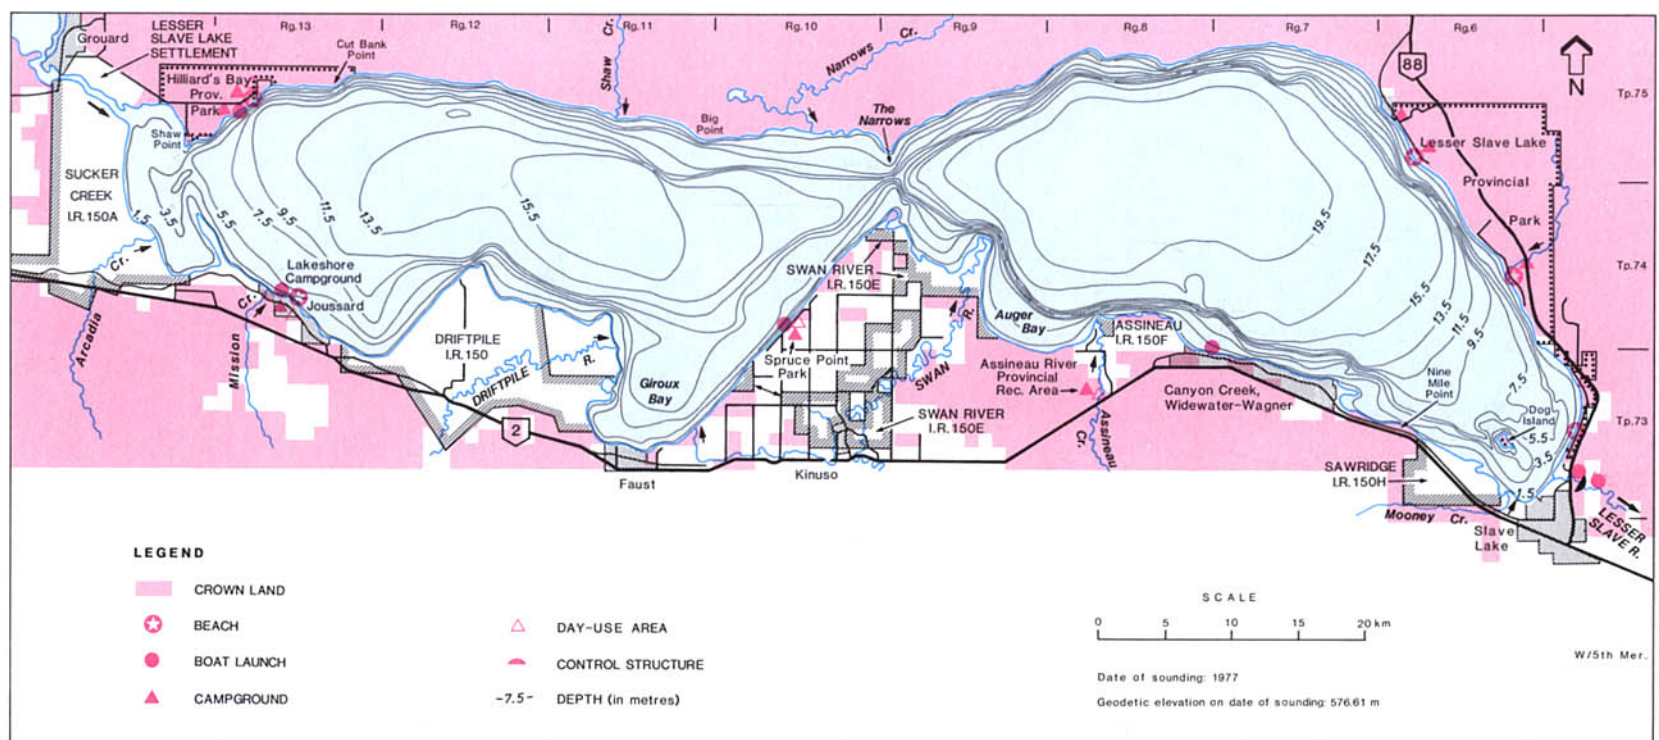 Rg.13
Rg.12
Rg.11
Rg.10
Rg.9
Rg.8
Rg.7
Rg.6
LESSER
SLAVE LAKE
SETTLEMENT
Grouard
Cut Bank
Point
Hilliard's Bay
Prov.
Park
Shaw
Point
Shaw Cr.
Narrows Cr.
Big
Point
The
Narrows
88
N
Tp.75
Lesser Slave Lake
Provincial
Park
SUCKER
CREEK
I.R.150A
1.5
3.5
5.5
7.5
9.5
11.5
13.5
15.5
19.5
17.5
15.5
13.5
11.5
9.5
7.5
5.5
3.5
1.5
Tp.74
Arcadia Cr.
Lakeshore
Campground
Joussard
Mission Cr.
DRIFTPILE
I.R.150
DRIFTPILE R.
2
Giroux
Bay
SWAN RIVER
I.R.150E
Spruce Point
Park
SWAN R.
SWAN RIVER
I.R.150E
Auger
Bay
ASSINEAU
I.R.150F
Assineau River
Provincial
Rec. Area
Assineau
Cr.
Canyon Creek,
Widewater-Wagner
Nine
Mile
Point
Dog
Island
Tp.73
Faust
Kinuso
SAWRIDGE
I.R.150H
Mooney Cr.
Slave
Lake
LESSER
SLAVE R.
LEGEND
CROWN LAND
BEACH
BOAT LAUNCH
CAMPGROUND
DAY-USE AREA
CONTROL STRUCTURE
-7.5- DEPTH (in metres)
SCALE
0 5 10 15 20 km
Date of sounding: 1977
Geodetic elevation on date of sounding: 576.61 m
W/5th Mer.